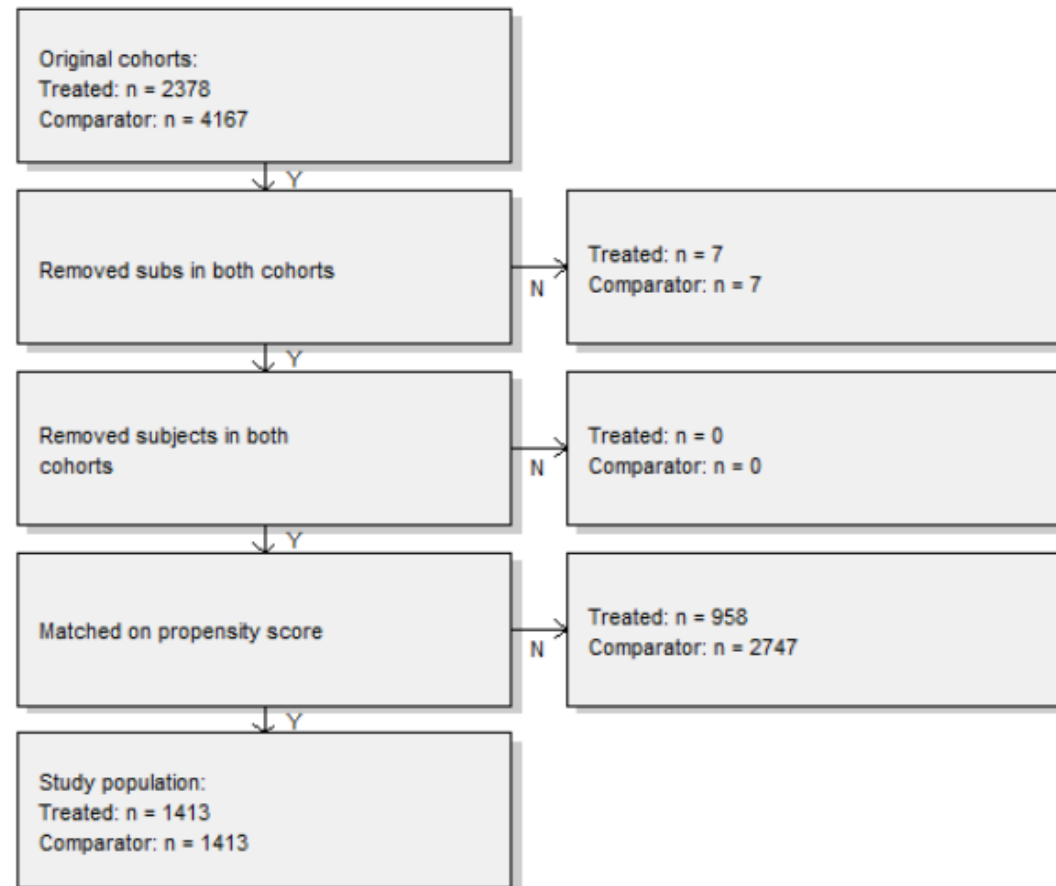 Original cohorts:
Treated: n = 2378
Comparator: n = 4167
Y
Removed subs in both cohorts
N
Treated: n = 7
Comparator: n = 7
Y
Removed subjects in both
cohorts
N
Treated: n = 0
Comparator: n = 0
Y
Matched on propensity score
N
Treated: n = 958
Comparator: n = 2747
Y
Study population:
Treated: n = 1413
Comparator: n = 1413